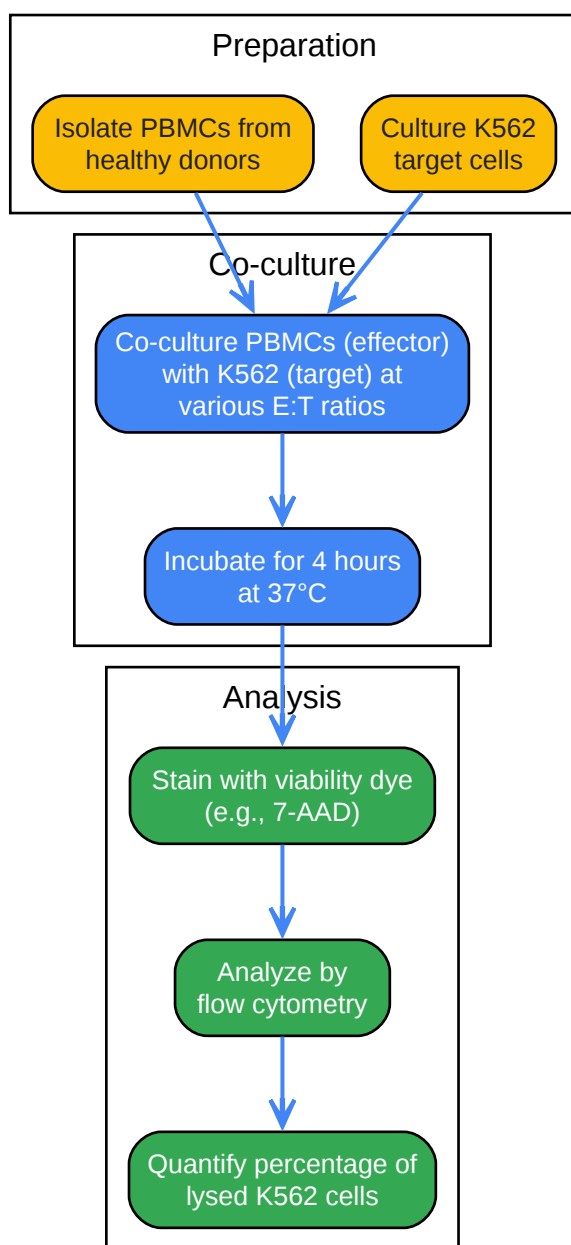 Preparation
Isolate PBMCs from
healthy donors
Culture K562
target cells
Co-culture
Co-culture PBMCs (effector)
with K562 (target) at
various E:T ratios
Incubate for 4 hours
at 37°C
Analysis
Stain with viability dye
(e.g., 7-AAD)
Analyze by
flow cytometry
Quantify percentage of
lysed K562 cells